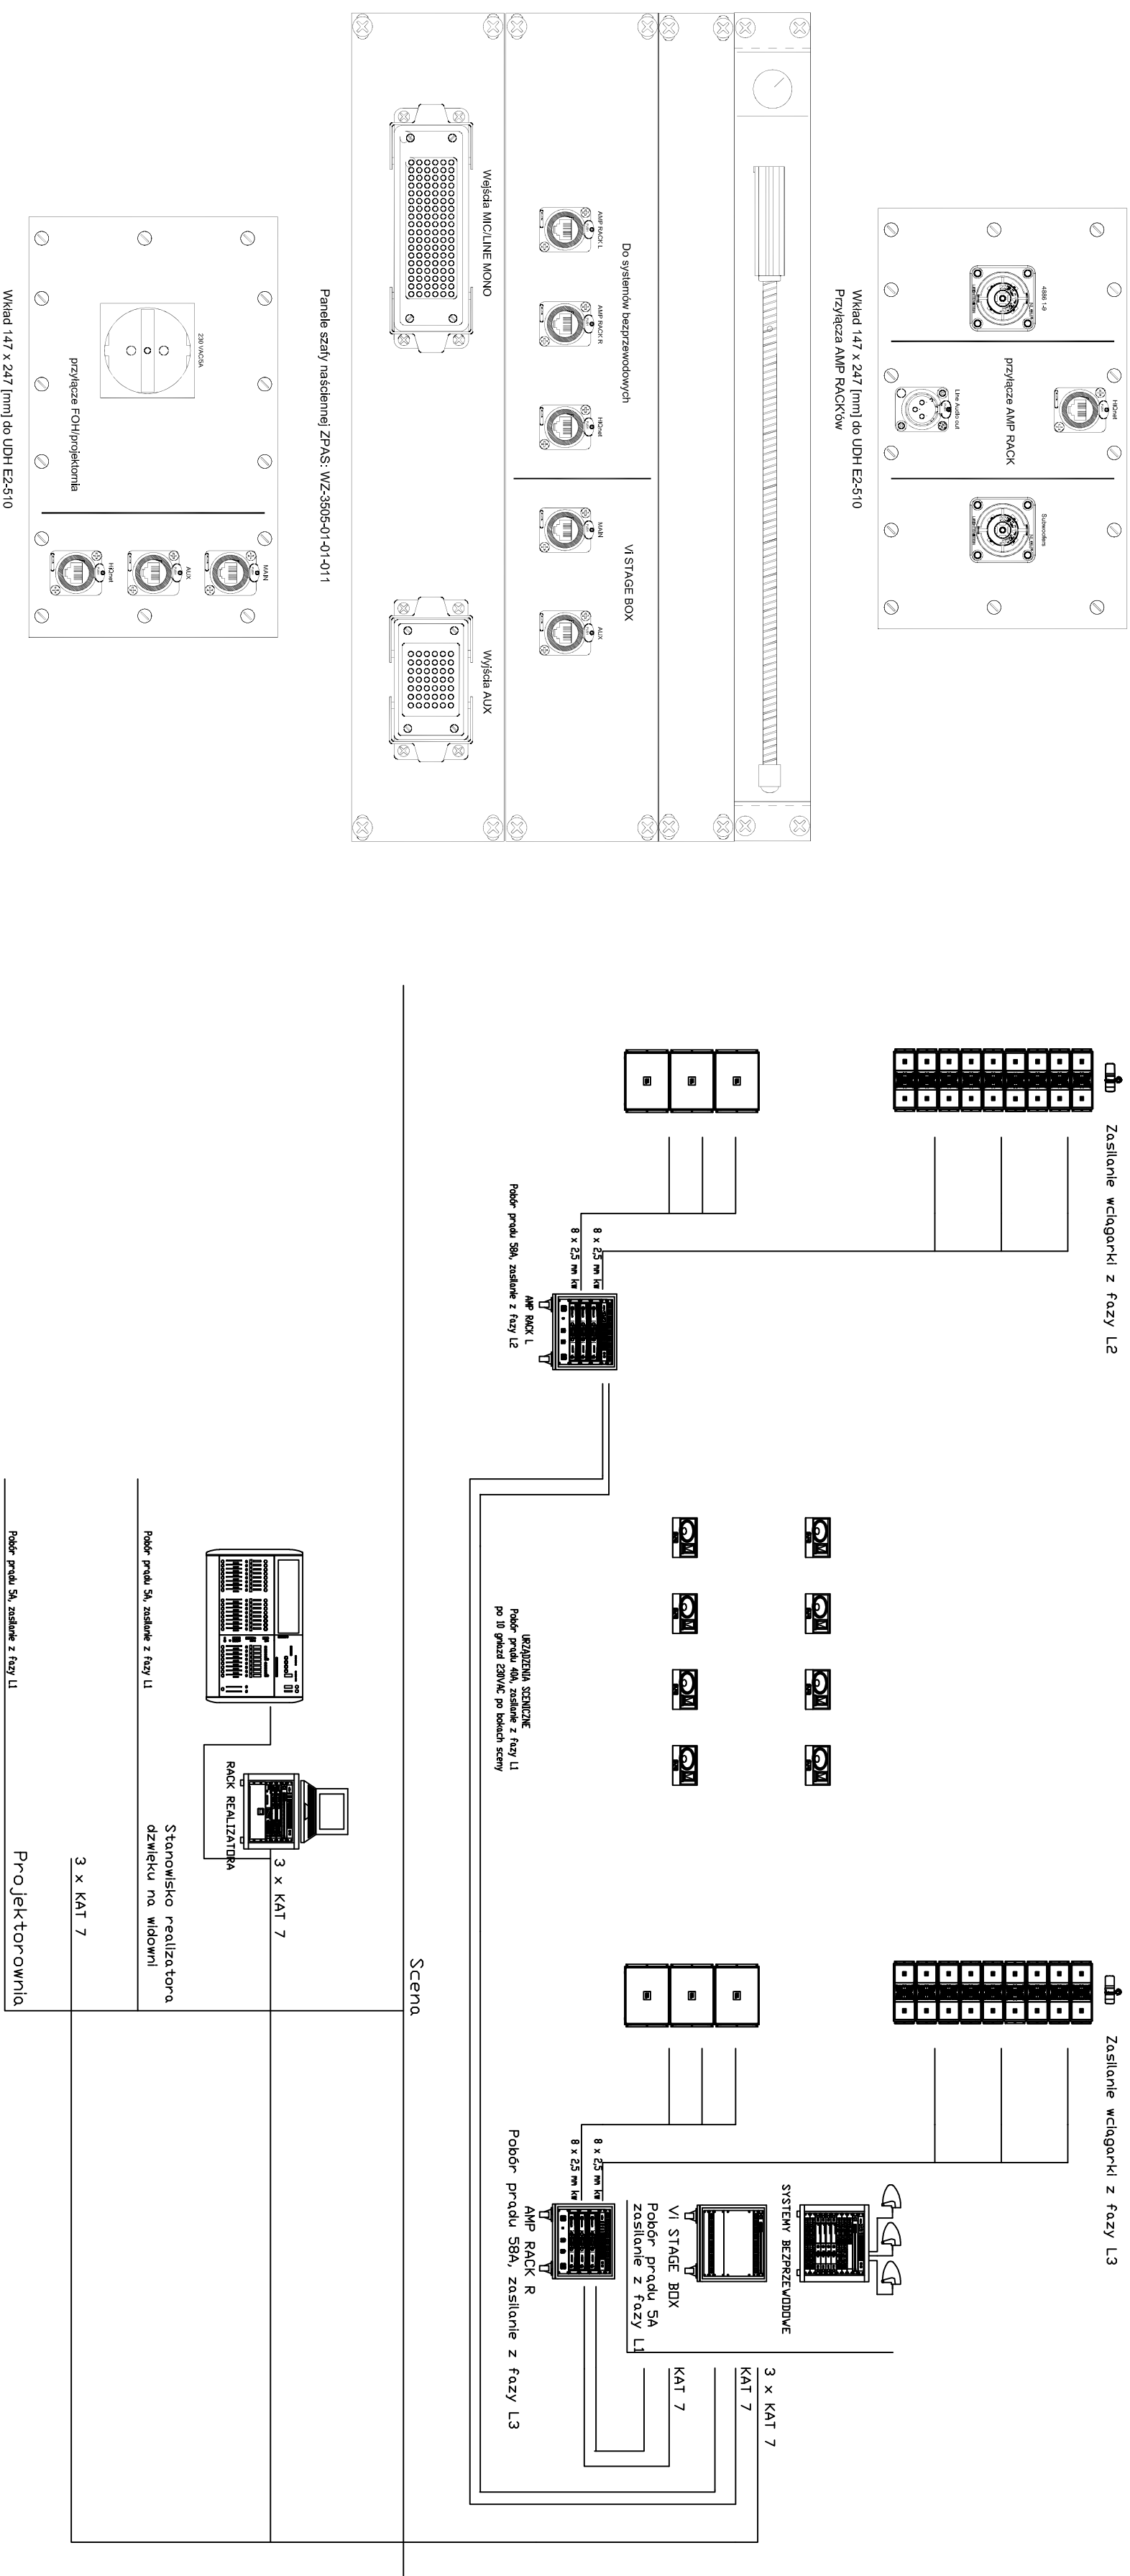 Zasilanie wciągarki z fazy L2
Zasilanie wciągarki z fazy L3
8 x 2,5 mm kw
8 x 2,5 mm kw
AMP RACK L
Pobór prądu 58A, zasilanie z fazy L2
URZĄDZENIA SCENICZNE
Pobór prądu 40A, zasilanie z fazy L1
po 10 gniazd 230VAC po bokach sceny
SYSTEMY BEZPRZEWODOWE
VI STAGE BOX
Pobór prądu 5A
zasilanie z fazy L1
8 x 2,5 mm kw
8 x 2,5 mm kw
AMP RACK R
Pobór prądu 58A, zasilanie z fazy L3
3 x KAT 7
KAT 7
KAT 7
Scena
RACK REALIZATORA
3 x KAT 7
Stanowisko realizatora
dzwięku na widowni
Pobór prądu 5A, zasilanie z fazy L1
3 x KAT 7
Projektorownia
Pobór prądu 5A, zasilanie z fazy L1
4886 1-9
HiQnet
Subwoofers
przyłącze AMP RACK
Line Audio out
Wkład 147 x 247 [mm] do UDH E2-510
Przyłącza AMP RACK'ów
Do systemów bezprzewodowych
VI STAGE BOX
AMP RACK L
AMP RACK R
HiQnet
MAIN
AUX
Wejścia MIC/LINE MONO
Wyjścia AUX
Panele szafy naściennej ZPAS: WZ-3505-01-01-011
230 VAC/5A
MAIN
AUX
HiQnet
przyłącze FOH/projektornia
Wkład 147 x 247 [mm] do UDH E2-510